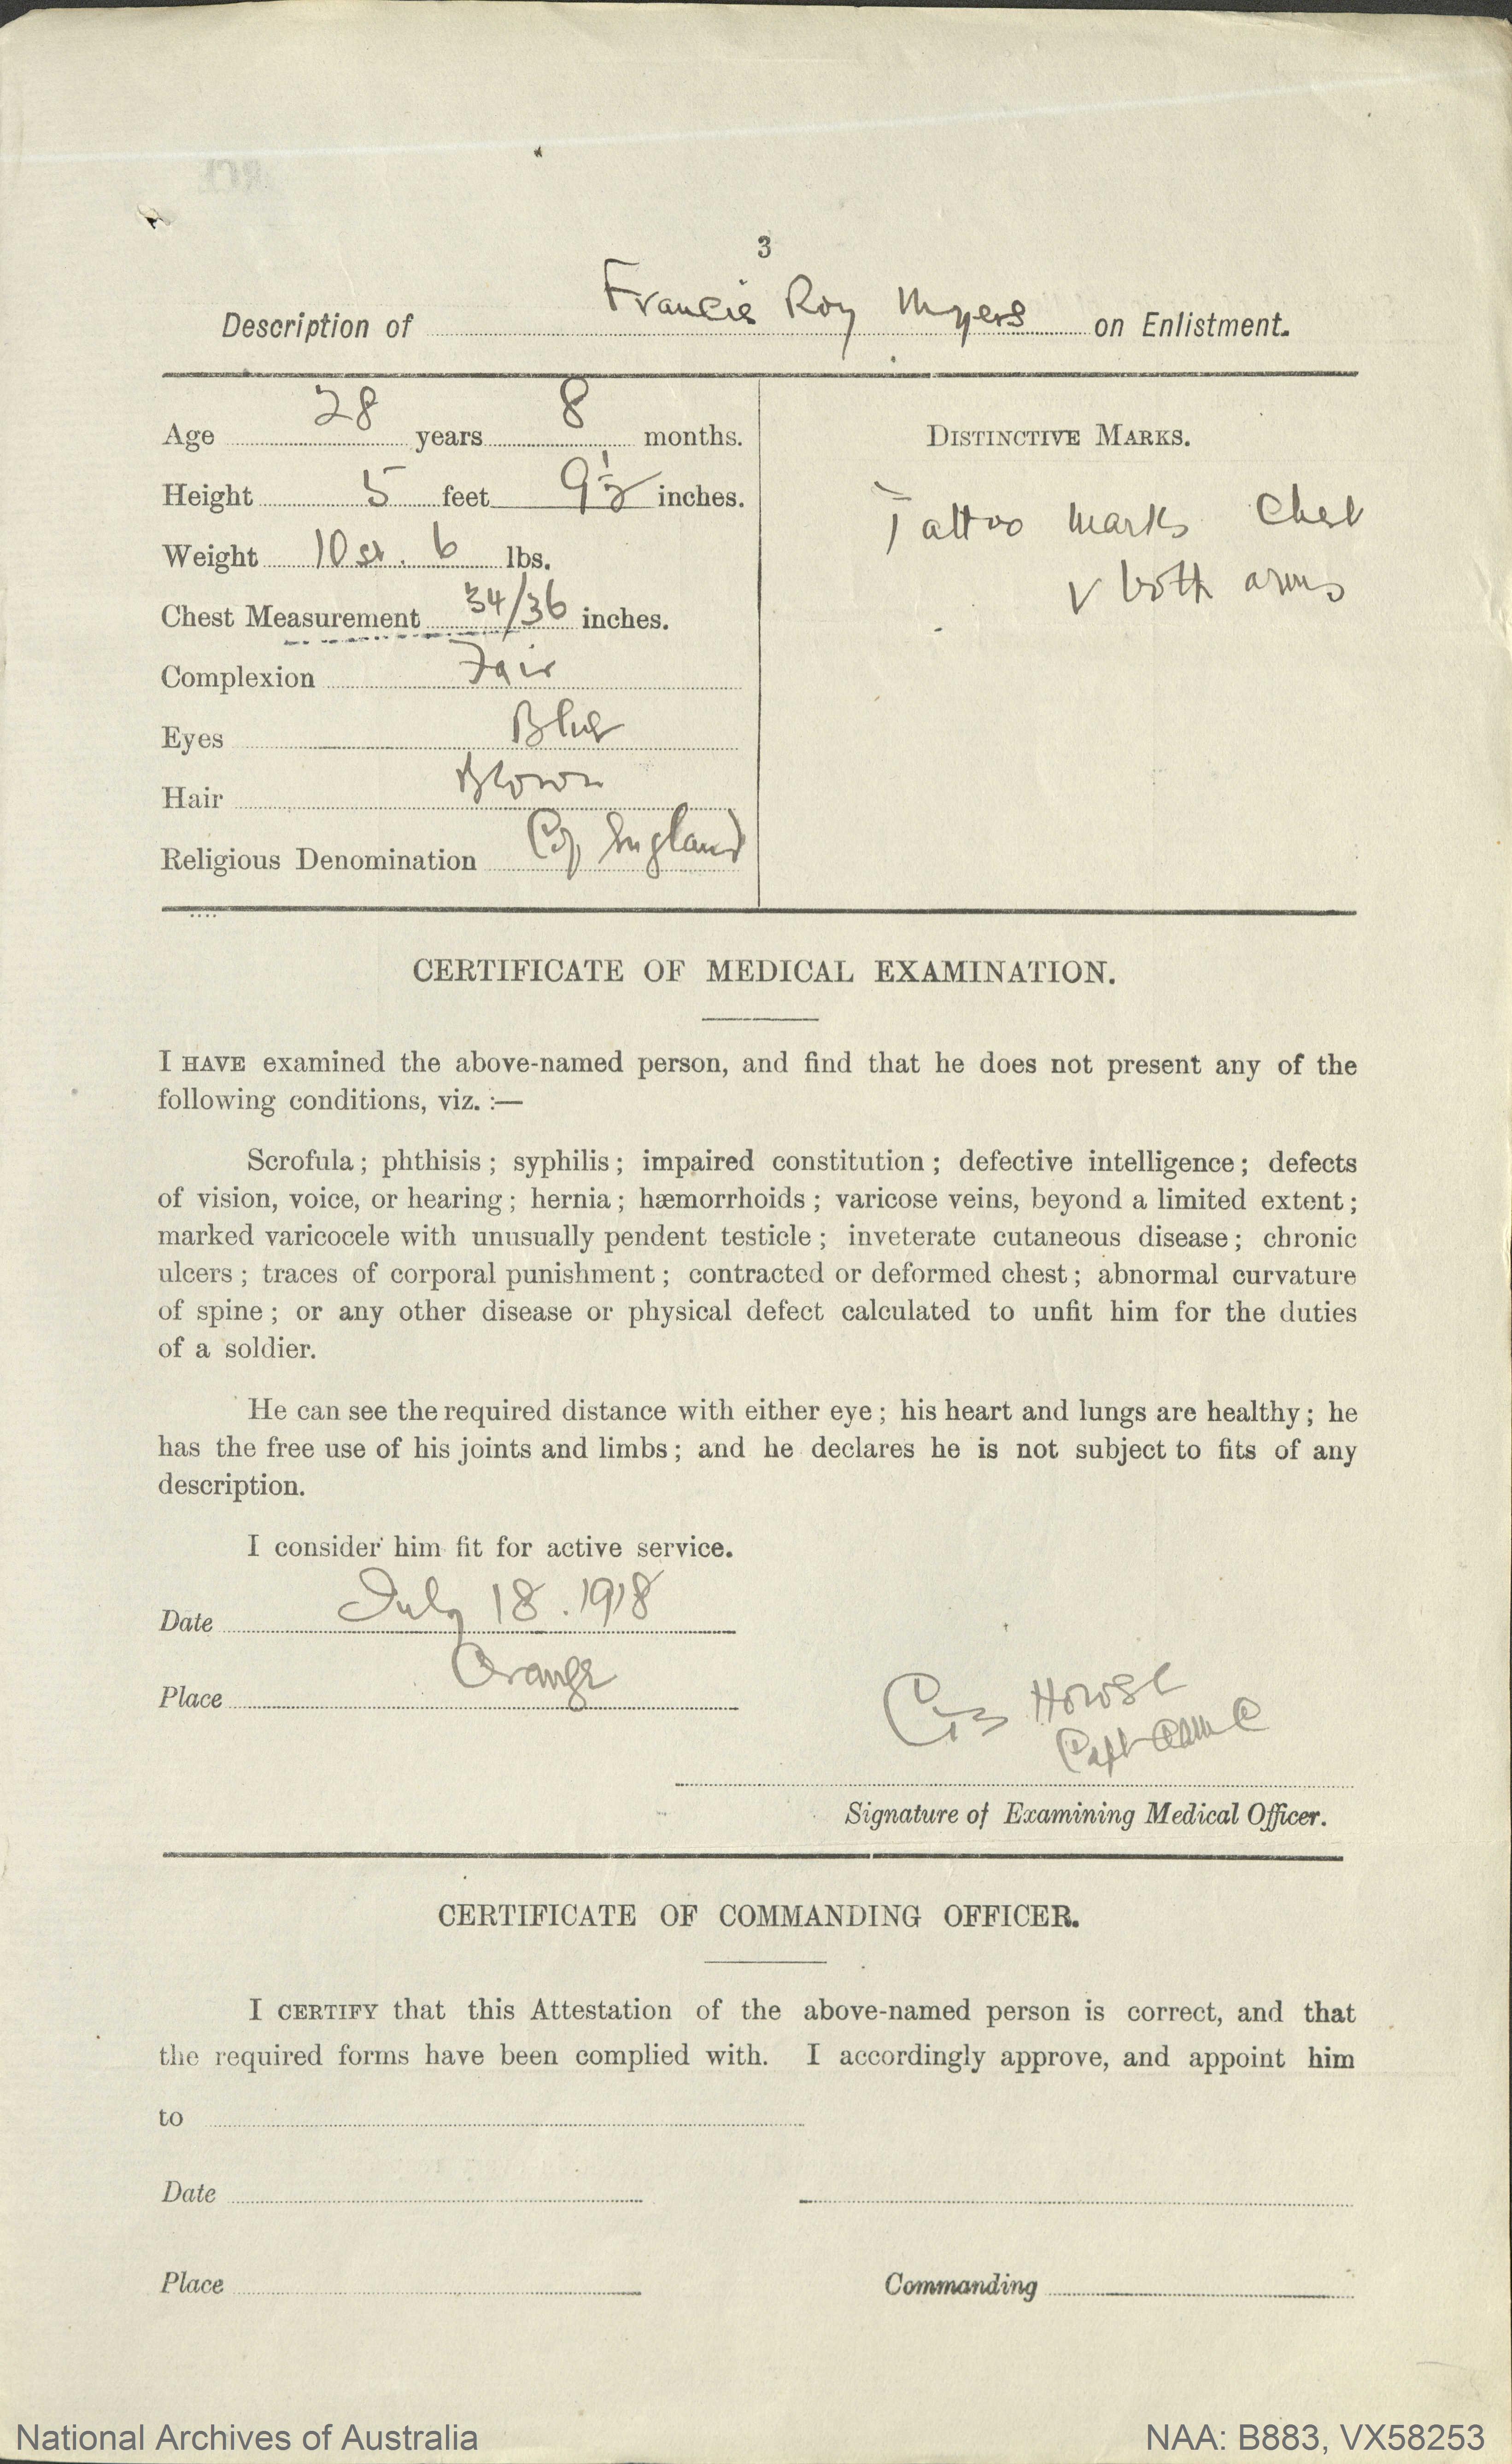 3
Description of Francis Roy Myers on Enlistment.
Age 28 years 8 months.
Height 5 feet 9½ inches.
Weight 10 st. 6 lbs.
Chest Measurement 34/36 inches.
Complexion Fair
Eyes Blue
Hair Brown
Religious Denomination C of England
DISTINCTIVE MARKS.
Tattoo marks Chest
& both arms
CERTIFICATE OF MEDICAL EXAMINATION.
I HAVE examined the above-named person, and find that he does not present any of the
following conditions, viz. :—
Scrofula ; phthisis ; syphilis ; impaired constitution ; defective intelligence ; defects
of vision, voice, or hearing ; hernia ; hæmorrhoids ; varicose veins, beyond a limited extent ;
marked varicocele with unusually pendent testicle ; inveterate cutaneous disease ; chronic
ulcers ; traces of corporal punishment ; contracted or deformed chest ; abnormal curvature
of spine ; or any other disease or physical defect calculated to unfit him for the duties
of a soldier.
He can see the required distance with either eye ; his heart and lungs are healthy ; he
has the free use of his joints and limbs ; and he declares he is not subject to fits of any
description.
I consider him fit for active service.
Date July 18. 1918
Place Orange
Howse
Capt AAMC
Signature of Examining Medical Officer.
CERTIFICATE OF COMMANDING OFFICER.
I CERTIFY that this Attestation of the above-named person is correct, and that
the required forms have been complied with. I accordingly approve, and appoint him
to
Date
Place
Commanding
National Archives of Australia
NAA: B883, VX58253